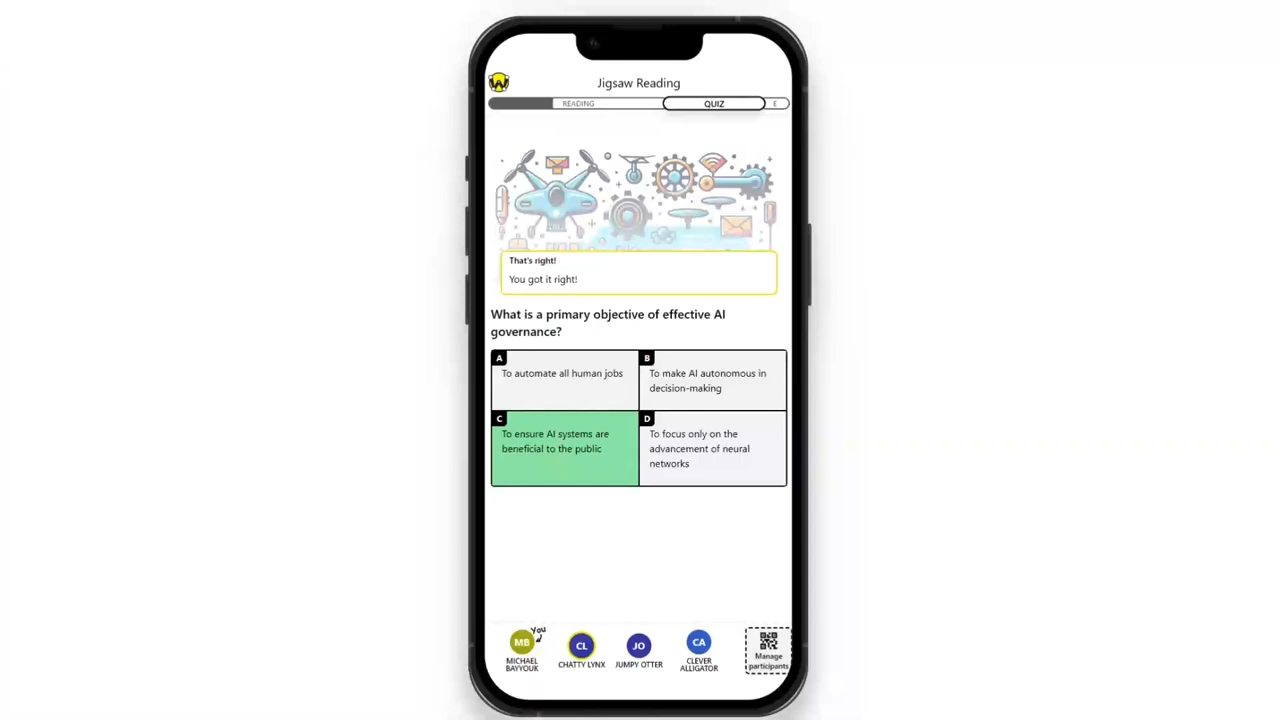 Jigsaw Reading
READING
QUIZ
E
That's right!
You got it right!
What is a primary objective of effective AI
governance?
A
To automate all human jobs
B
To make AI autonomous in
decision-making
C
To ensure AI systems are
beneficial to the public
D
To focus only on the
advancement of neural
networks
You
MB
MICHAEL
BAYYOUK
CL
CHATTY LYNX
JO
JUMPY OTTER
CA
CLEVER
ALLIGATOR
Manage
participants